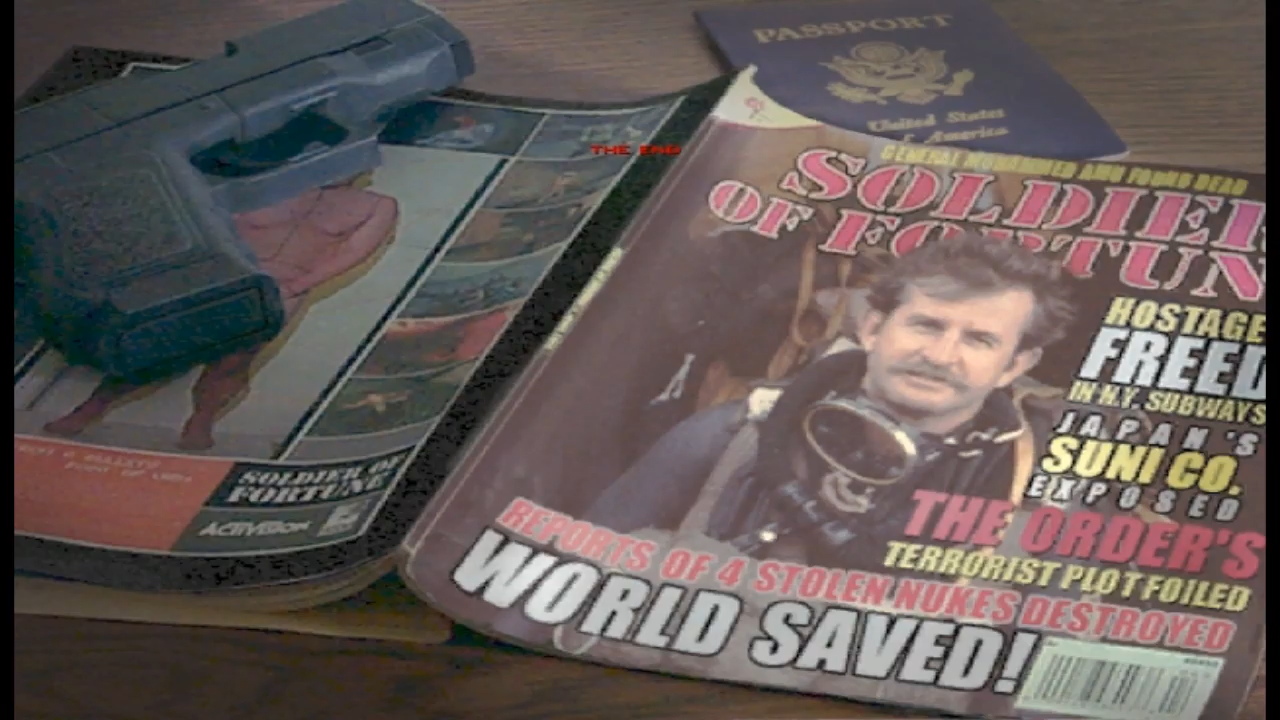 PASSPORT
United States
of America
THE END
GENERAL MOHAMMED AMU FOUND DEAD
SOLDIER
OF FORTUN
HOSTAGE
FREED
IN N.Y. SUBWAYS
JAPAN'S
SUNI CO.
EXPOSED
THE ORDER'S
TERRORIST PLOT FOILED
REPORTS OF 4 STOLEN NUKES DESTROYED
WORLD SAVED!
SOLDIER OF
FORTUNE
ACTIVISION